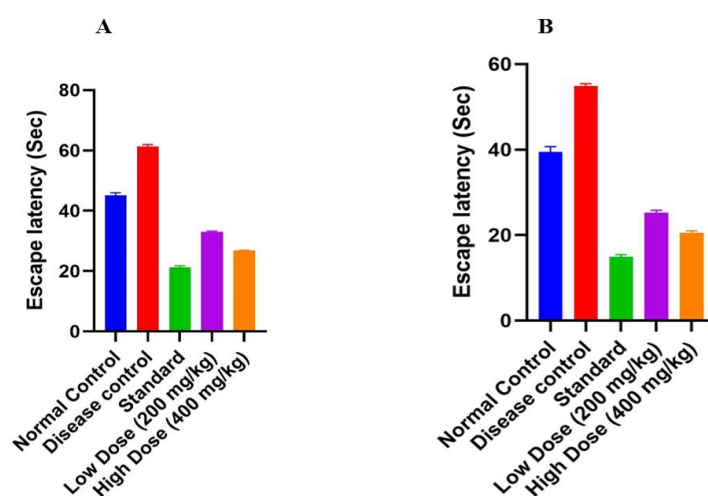 A
Escape latency (Sec)
80
60
40
20
0
Normal Control
Disease control
Standard
Low Dose (200 mg/kg)
High Dose (400 mg/kg)
B
Escape latency (Sec)
60
40
20
0
Normal Control
Disease control
Standard
Low Dose (200 mg/kg)
High Dose (400 mg/kg)